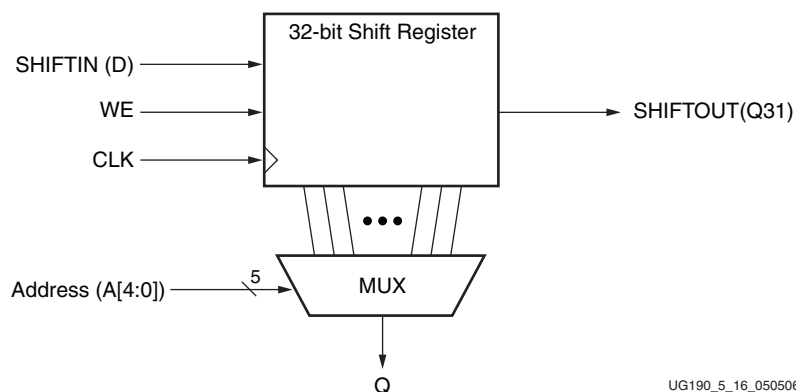 32-bit Shift Register
SHIFTIN (D)
WE
SHIFTOUT(Q31)
CLK
5
Address (A[4:0])
MUX
Q
UG190_5_16_050506